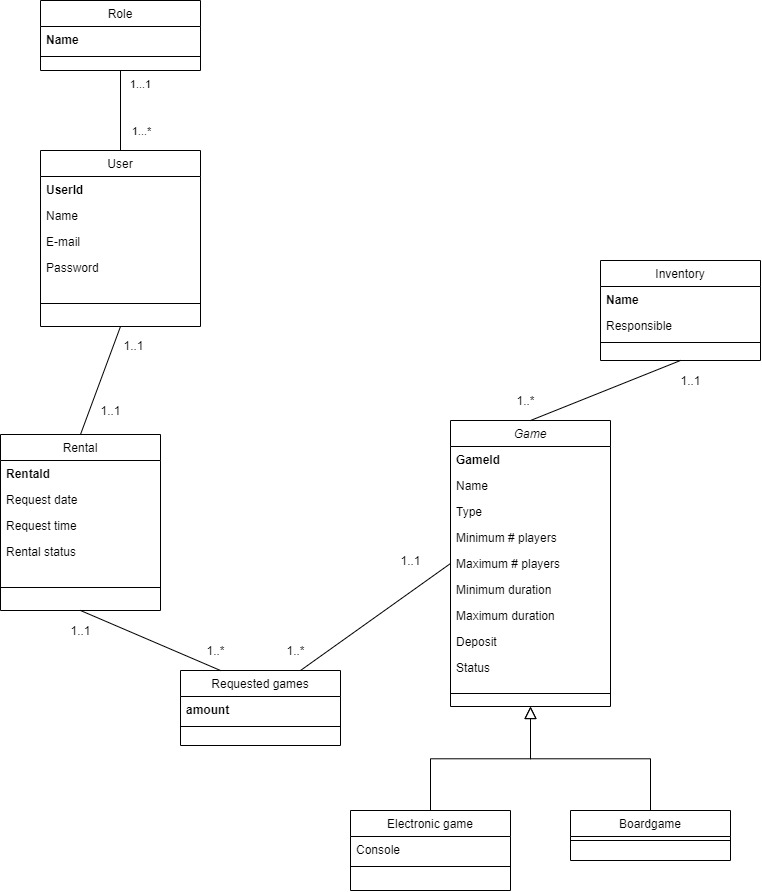 Role
Name
1...1
1...*
User
UserId
Name
E-mail
Password
1..1
1..1
Rental
RentaId
Request date
Request time
Rental status
1..1
1..*
Requested games
amount
1..*
1..1
Inventory
Name
Responsible
1..1
1..*
Game
GameId
Name
Type
Minimum # players
Maximum # players
Minimum duration
Maximum duration
Deposit
Status
Electronic game
Console
Boardgame